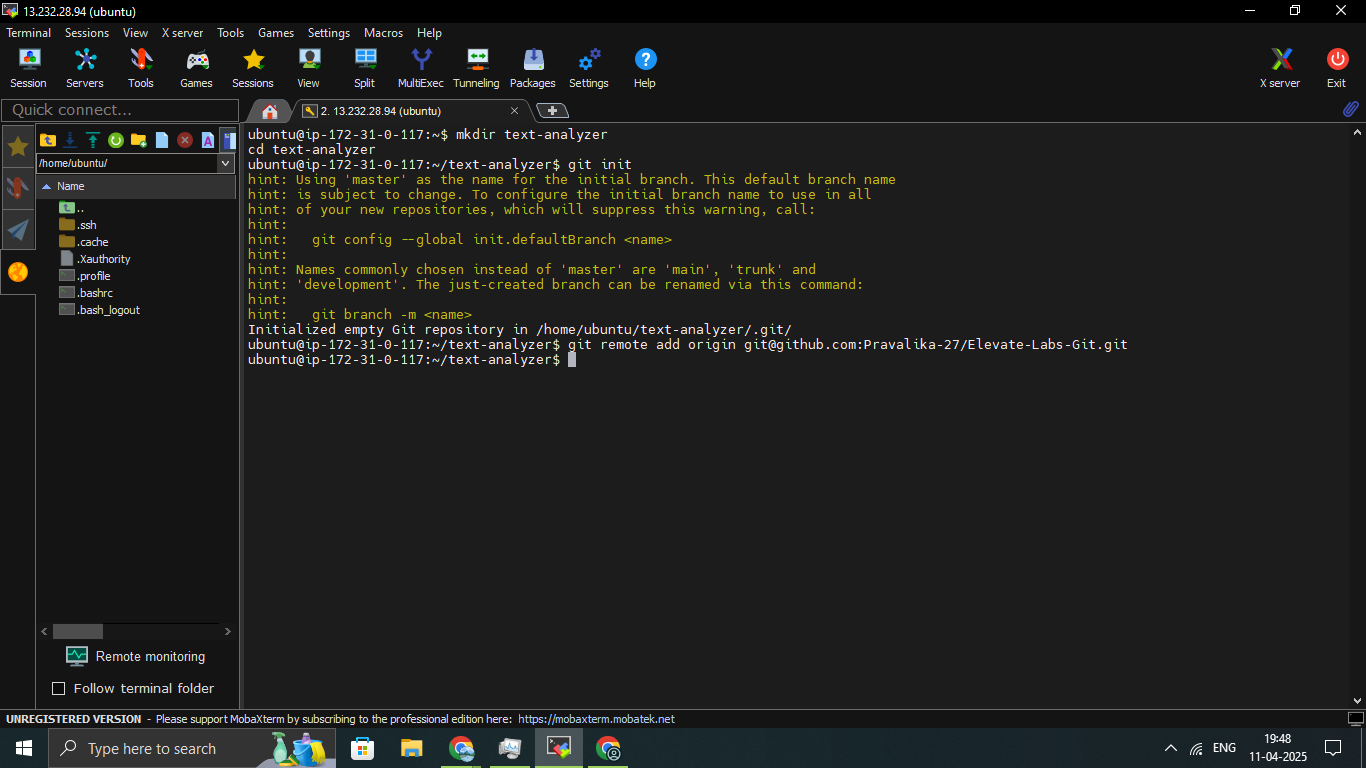 13.232.28.94 (ubuntu)
Terminal Sessions View X server Tools Games Settings Macros Help
Session Servers Tools Games Sessions View Split MultiExec Tunneling Packages Settings Help X server Exit
Quick connect...
2. 13.232.28.94 (ubuntu)
/home/ubuntu/
Name
..
.ssh
.cache
.Xauthority
.profile
.bashrc
.bash_logout
Remote monitoring
Follow terminal folder
ubuntu@ip-172-31-0-117:~$ mkdir text-analyzer
cd text-analyzer
ubuntu@ip-172-31-0-117:~/text-analyzer$ git init
hint: Using 'master' as the name for the initial branch. This default branch name
hint: is subject to change. To configure the initial branch name to use in all
hint: of your new repositories, which will suppress this warning, call:
hint:
hint:   git config --global init.defaultBranch <name>
hint:
hint: Names commonly chosen instead of 'master' are 'main', 'trunk' and
hint: 'development'. The just-created branch can be renamed via this command:
hint:
hint:   git branch -m <name>
Initialized empty Git repository in /home/ubuntu/text-analyzer/.git/
ubuntu@ip-172-31-0-117:~/text-analyzer$ git remote add origin git@github.com:Pravalika-27/Elevate-Labs-Git.git
ubuntu@ip-172-31-0-117:~/text-analyzer$
UNREGISTERED VERSION - Please support MobaXterm by subscribing to the professional edition here: https://mobaxterm.mobatek.net
Type here to search
ENG
19:48
11-04-2025